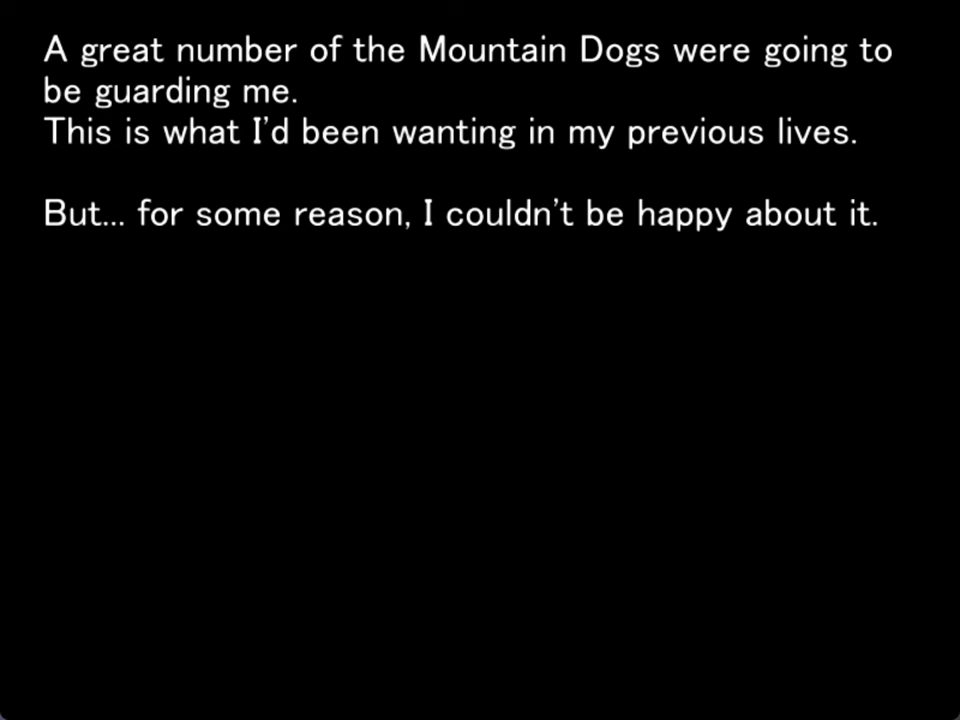 A great number of the Mountain Dogs were going to
be guarding me.
This is what I'd been wanting in my previous lives.
But... for some reason, I couldn't be happy about it.